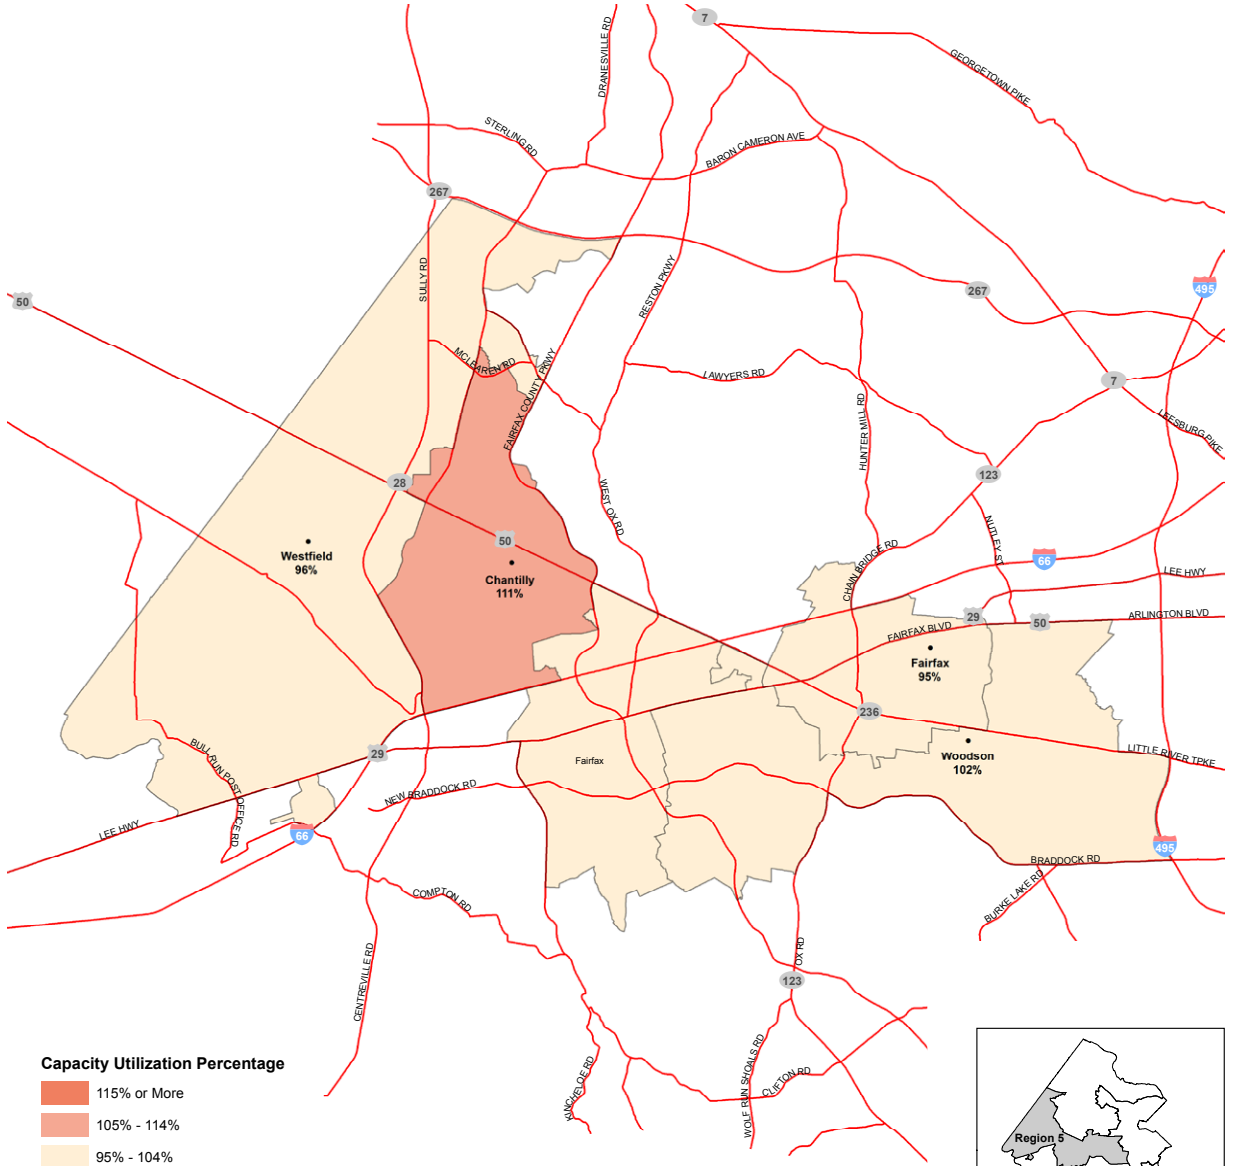 7
DRANESVILLE RD
GEORGETOWN PIKE
STERLING RD
BARON CAMERON AVE
267
SULLY RD
RESTON PKWY
267
495
50
MCLEAREN RD
FAIRFAX COUNTY PKWY
LAWYERS RD
7
HUNTER MILL RD
LEESBURG PIKE
28
123
WEST OX RD
NUTLEY ST
50
Westfield
96%
Chantilly
111%
CHAIN BRIDGE RD
66
LEE HWY
29
50
ARLINGTON BLVD
FAIRFAX BLVD
Fairfax
95%
236
Woodson
102%
LITTLE RIVER TPKE
29
BULL RUN POST OFFICE RD
Fairfax
NEW BRADDOCK RD
LEE HWY
66
495
BRADDOCK RD
BURKE LAKE RD
COMPTON RD
CENTREVILLE RD
OX RD
123
KINCHELOE RD
WOLF RUN SHOALS RD
CLIFTON RD
Capacity Utilization Percentage
115% or More
105% - 114%
95% - 104%
Region 5